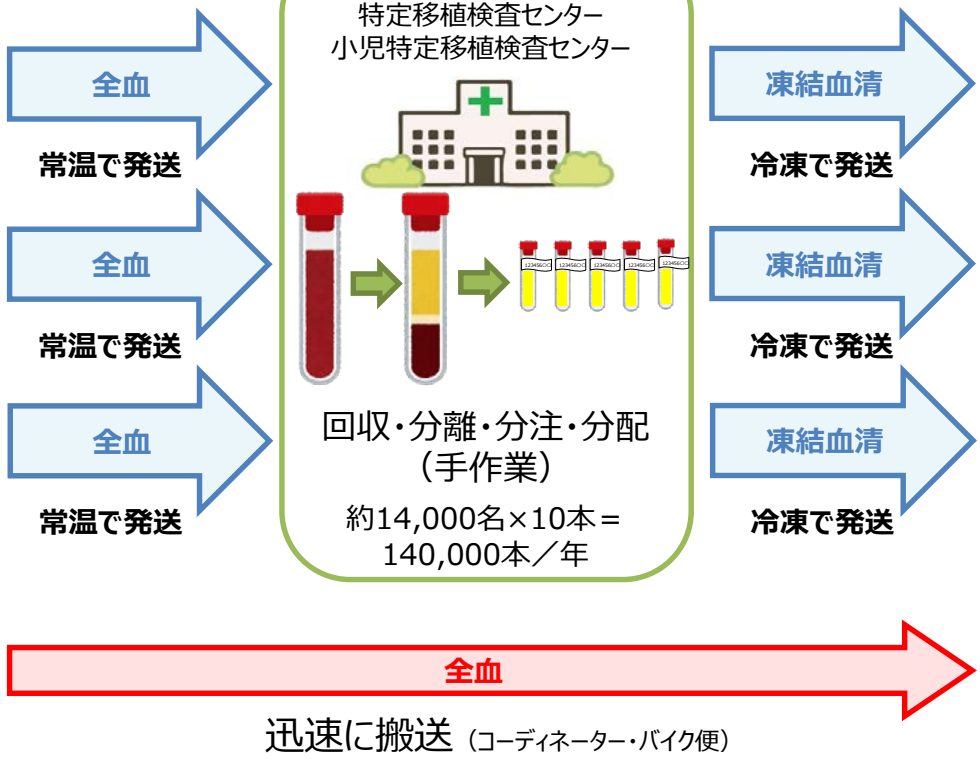 特定移植検査センター
小児特定移植検査センター
全血
常温で発送
全血
常温で発送
全血
常温で発送
123456〇〇
123456〇〇
123456〇〇
123456〇〇
123456〇〇
回収・分離・分注・分配
（手作業）
約14,000名×10本＝
140,000本／年
凍結血清
冷凍で発送
凍結血清
冷凍で発送
凍結血清
冷凍で発送
全血
迅速に搬送（コーディネーター・バイク便）